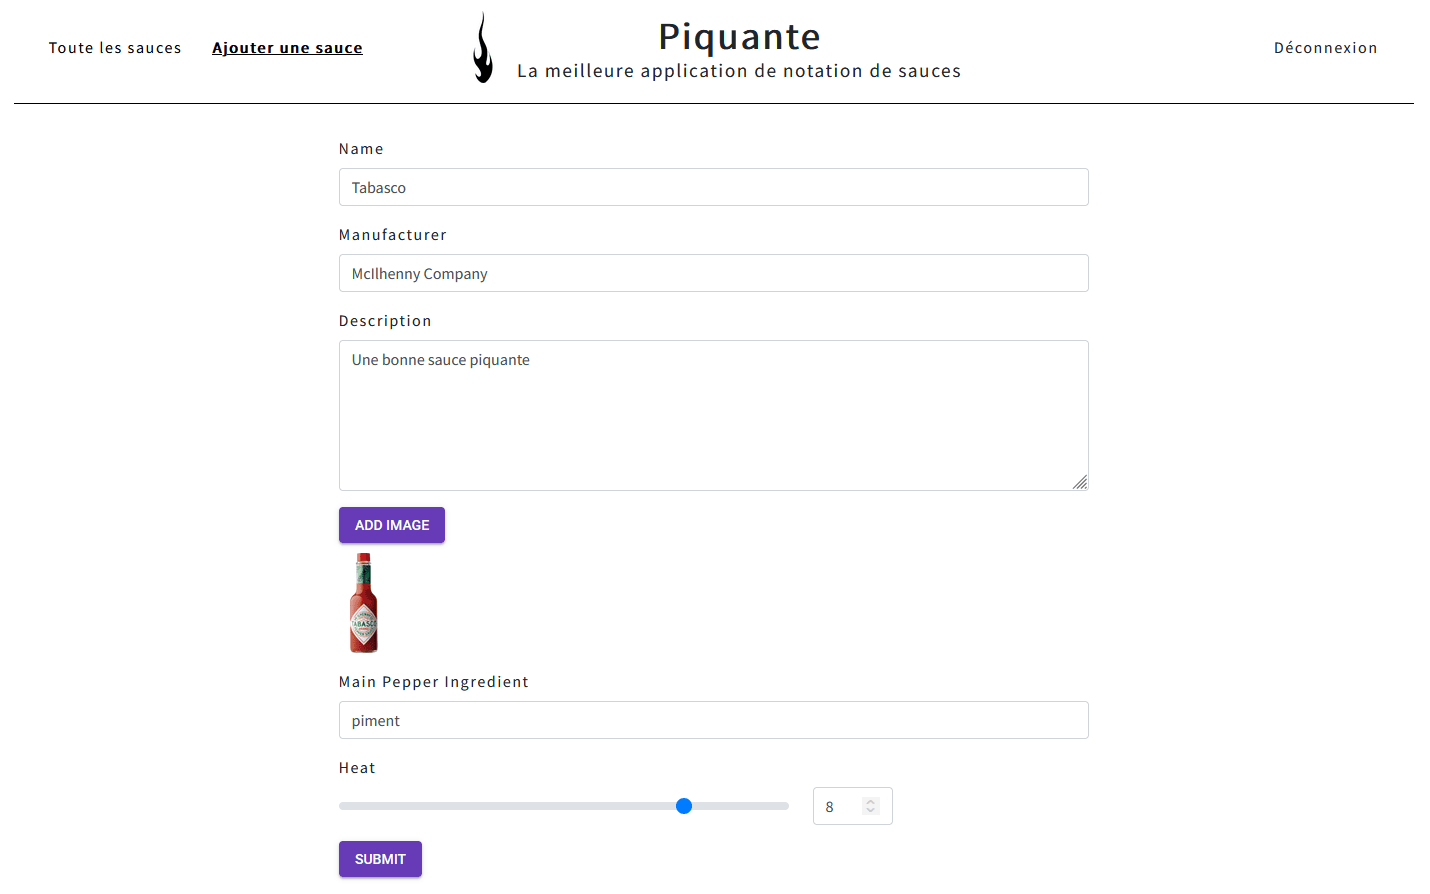 Toute les sauces
Ajouter une sauce
Piquante
La meilleure application de notation de sauces
Déconnexion
Name
Tabasco
Manufacturer
McIlhenny Company
Description
Une bonne sauce piquante
ADD IMAGE
TABASCO
Main Pepper Ingredient
piment
Heat
8
SUBMIT